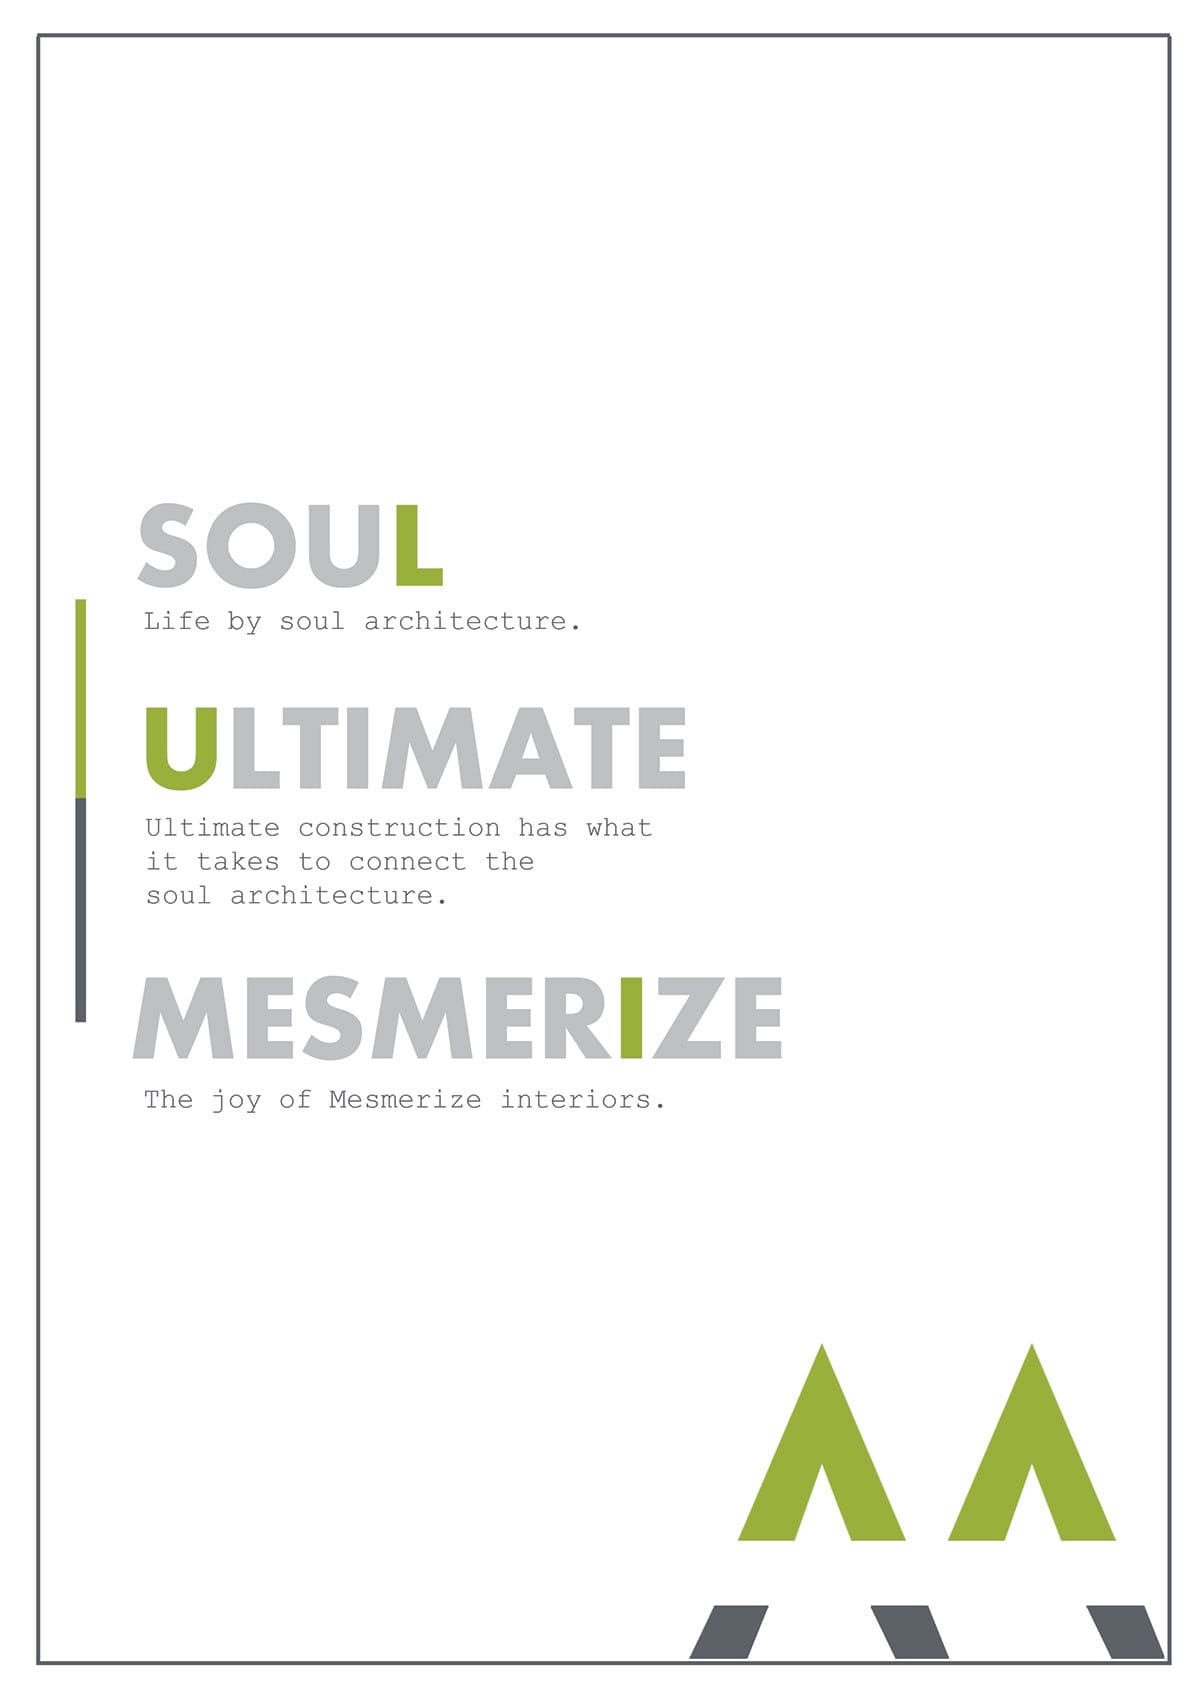 SOUL
Life by soul architecture.
ULTIMATE
Ultimate construction has what
it takes to connect the
soul architecture.
MESMERIZE
The joy of Mesmerize interiors.